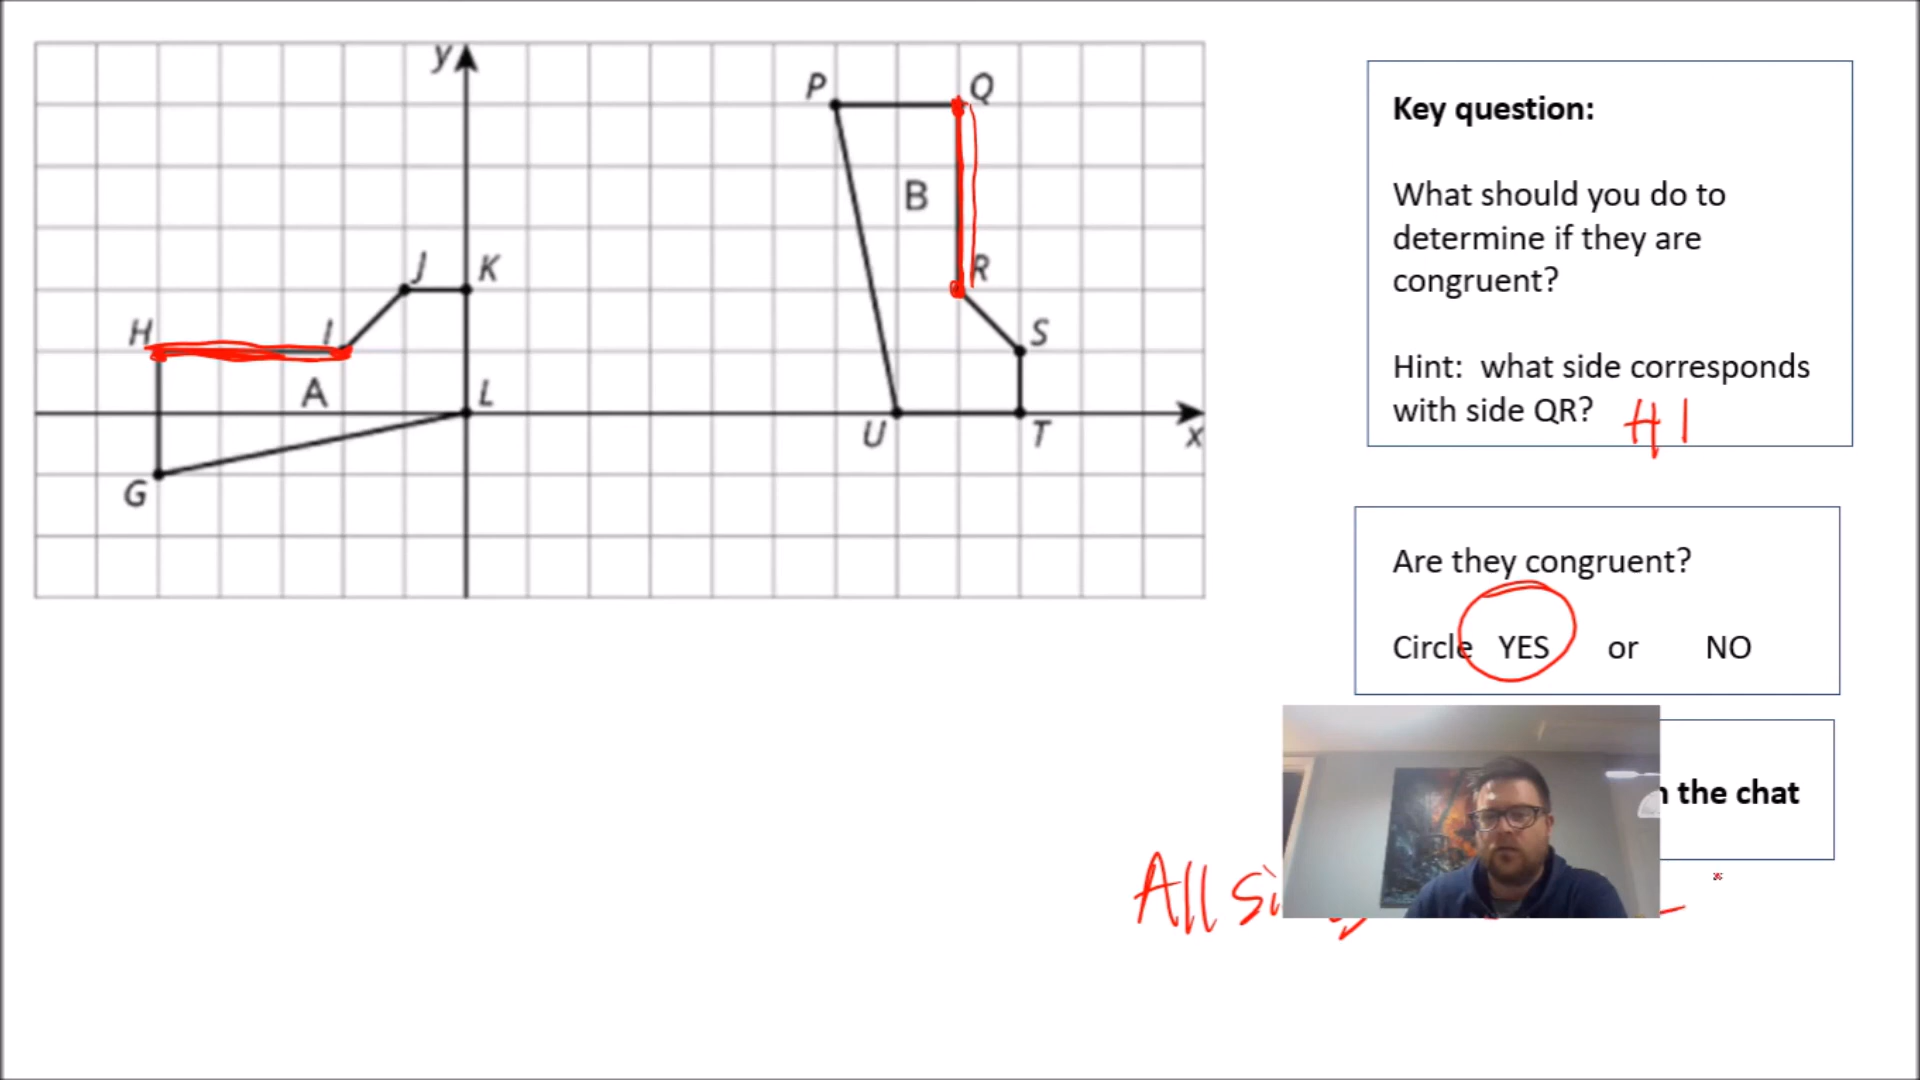 y
P
Q
B
R
J
K
H
I
S
A
L
U
T
x
G
Key question:
What should you do to
determine if they are
congruent?
Hint: what side corresponds
with side QR? HI
Are they congruent?
Circle YES or NO
the chat
All